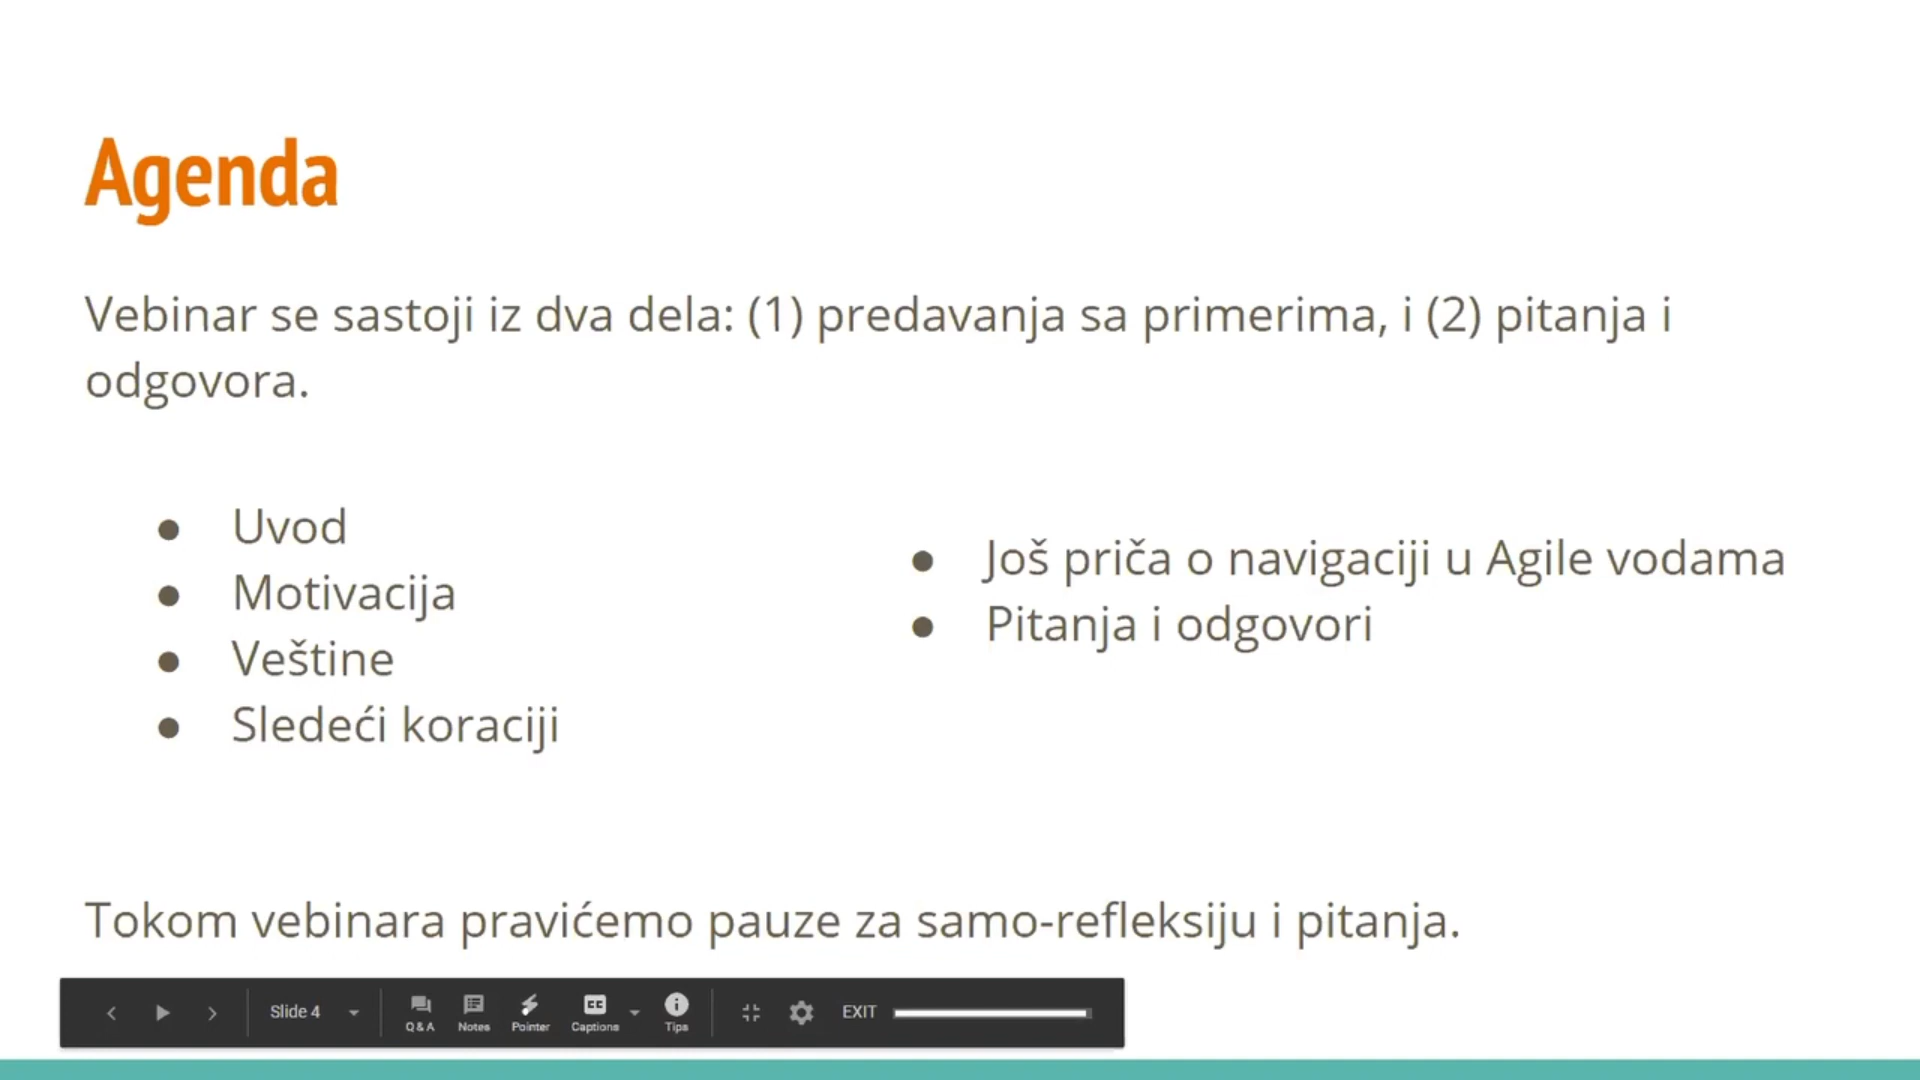 Agenda
Vebinar se sastoji iz dva dela: (1) predavanja sa primerima, i (2) pitanja i
odgovora.
● Uvod
● Motivacija
● Veštine
● Sledeći koraciji
● Još priča o navigaciji u Agile vodama
● Pitanja i odgovori
Tokom vebinara pravićemo pauze za samo-refleksiju i pitanja.
Slide 4
Q & A
Notes
Pointer
CC
Captions
Tips
EXIT